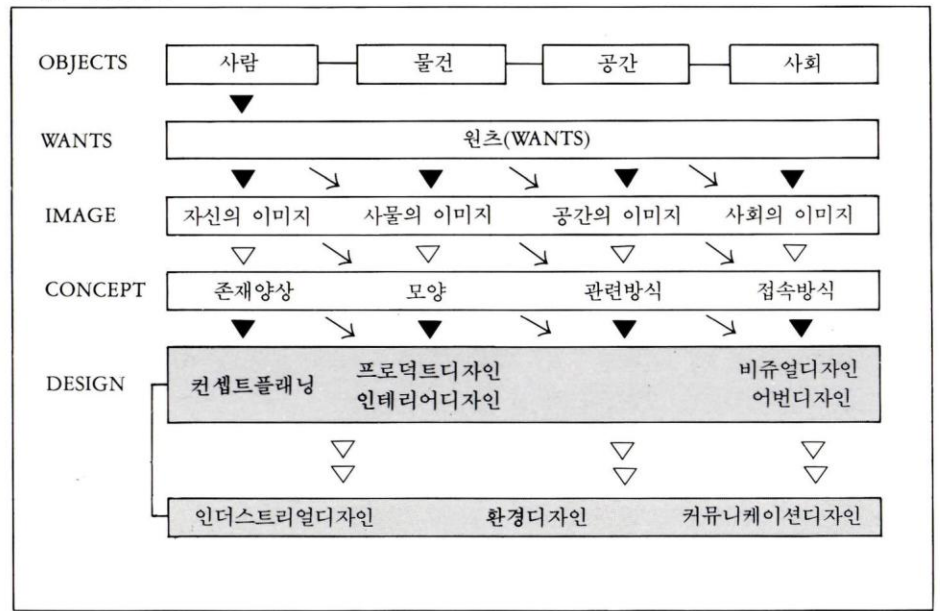 OBJECTS 사람 물건 공간 사회
WANTS 원츠(WANTS)
IMAGE 자신의 이미지 사물의 이미지 공간의 이미지 사회의 이미지
CONCEPT 존재양상 모양 관련방식 접속방식
DESIGN 컨셉트플래닝 프로덕트디자인 비쥬얼디자인
인테리어디자인 어번디자인
인더스트리얼디자인 환경디자인 커뮤니케이션디자인